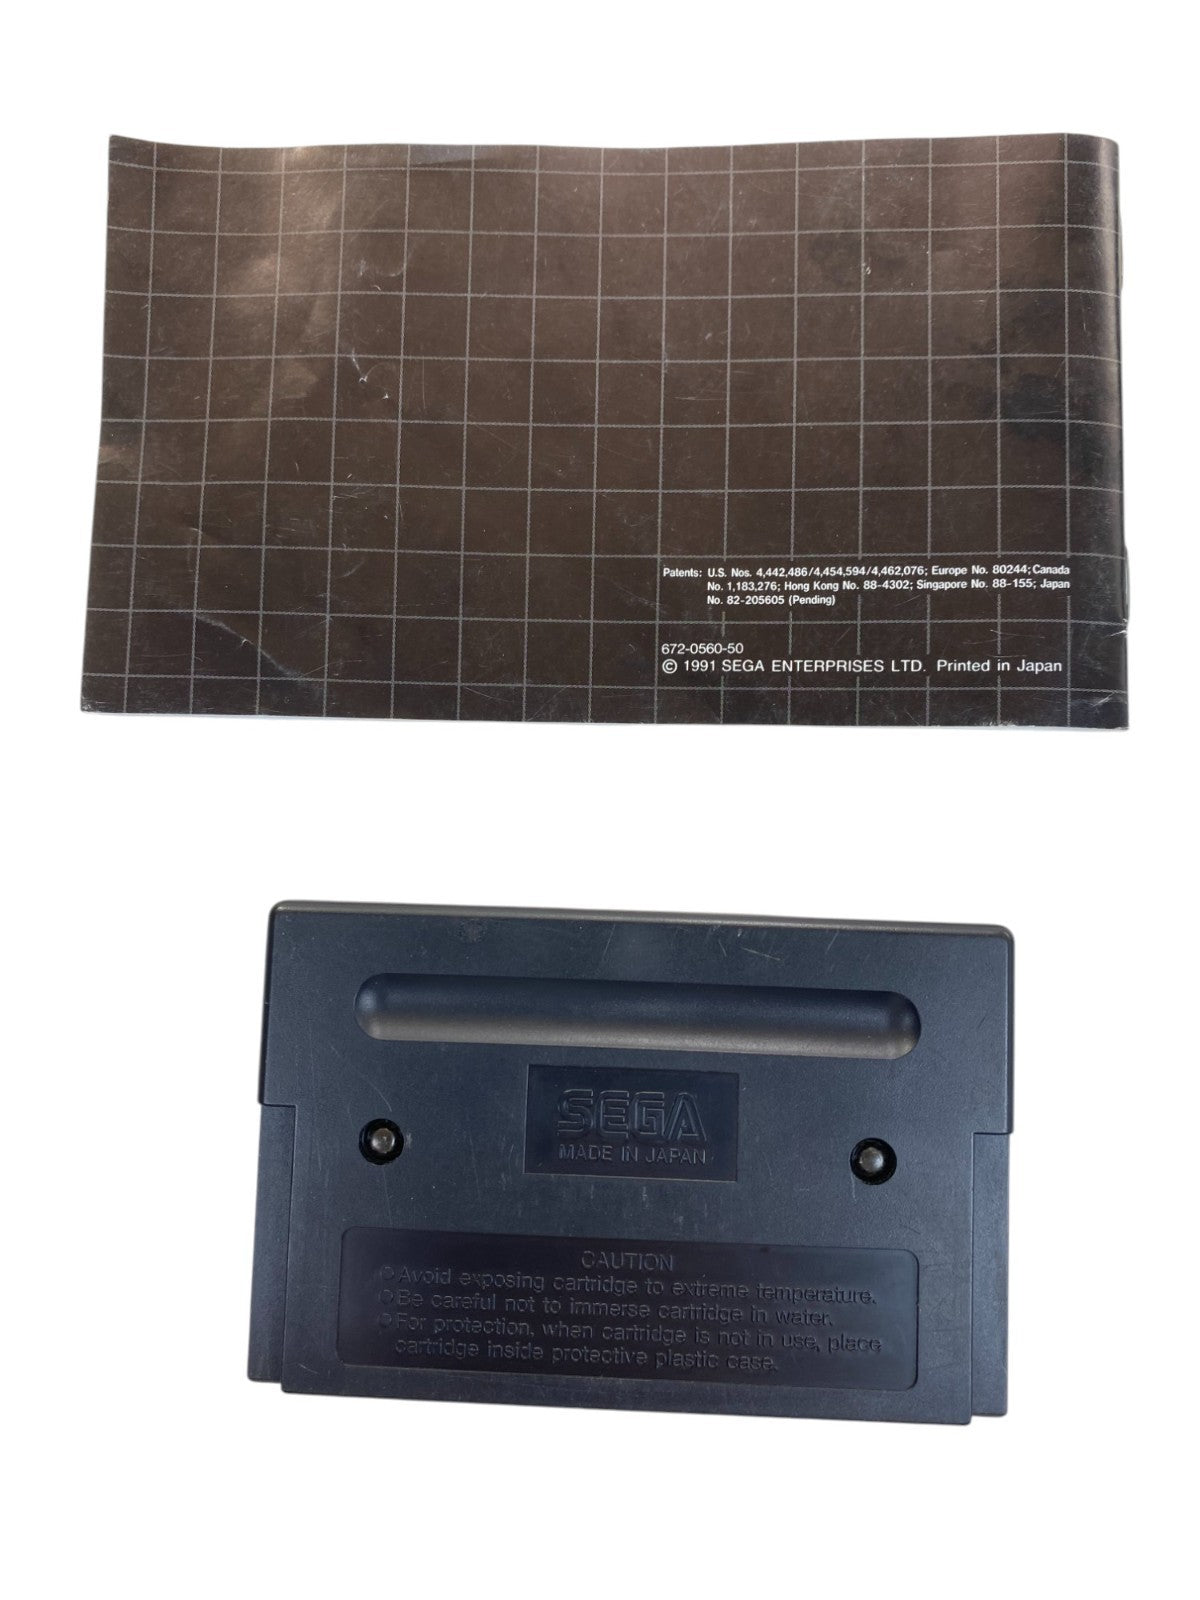 Patents: U.S. Nos. 4,442,486/4,454,594/4,462,076; Europe No. 80244; Canada
No. 1,183,276; Hong Kong No. 88-4302; Singapore No. 88-155; Japan
No. 82-205605 (Pending)
672-0560-50
© 1991 SEGA ENTERPRISES LTD. Printed in Japan
SEGA
MADE IN JAPAN
CAUTION
○ Avoid exposing cartridge to extreme temperature.
○ Be careful not to immerse cartridge in water.
○ For protection, when cartridge is not in use, place
cartridge inside protective plastic case.